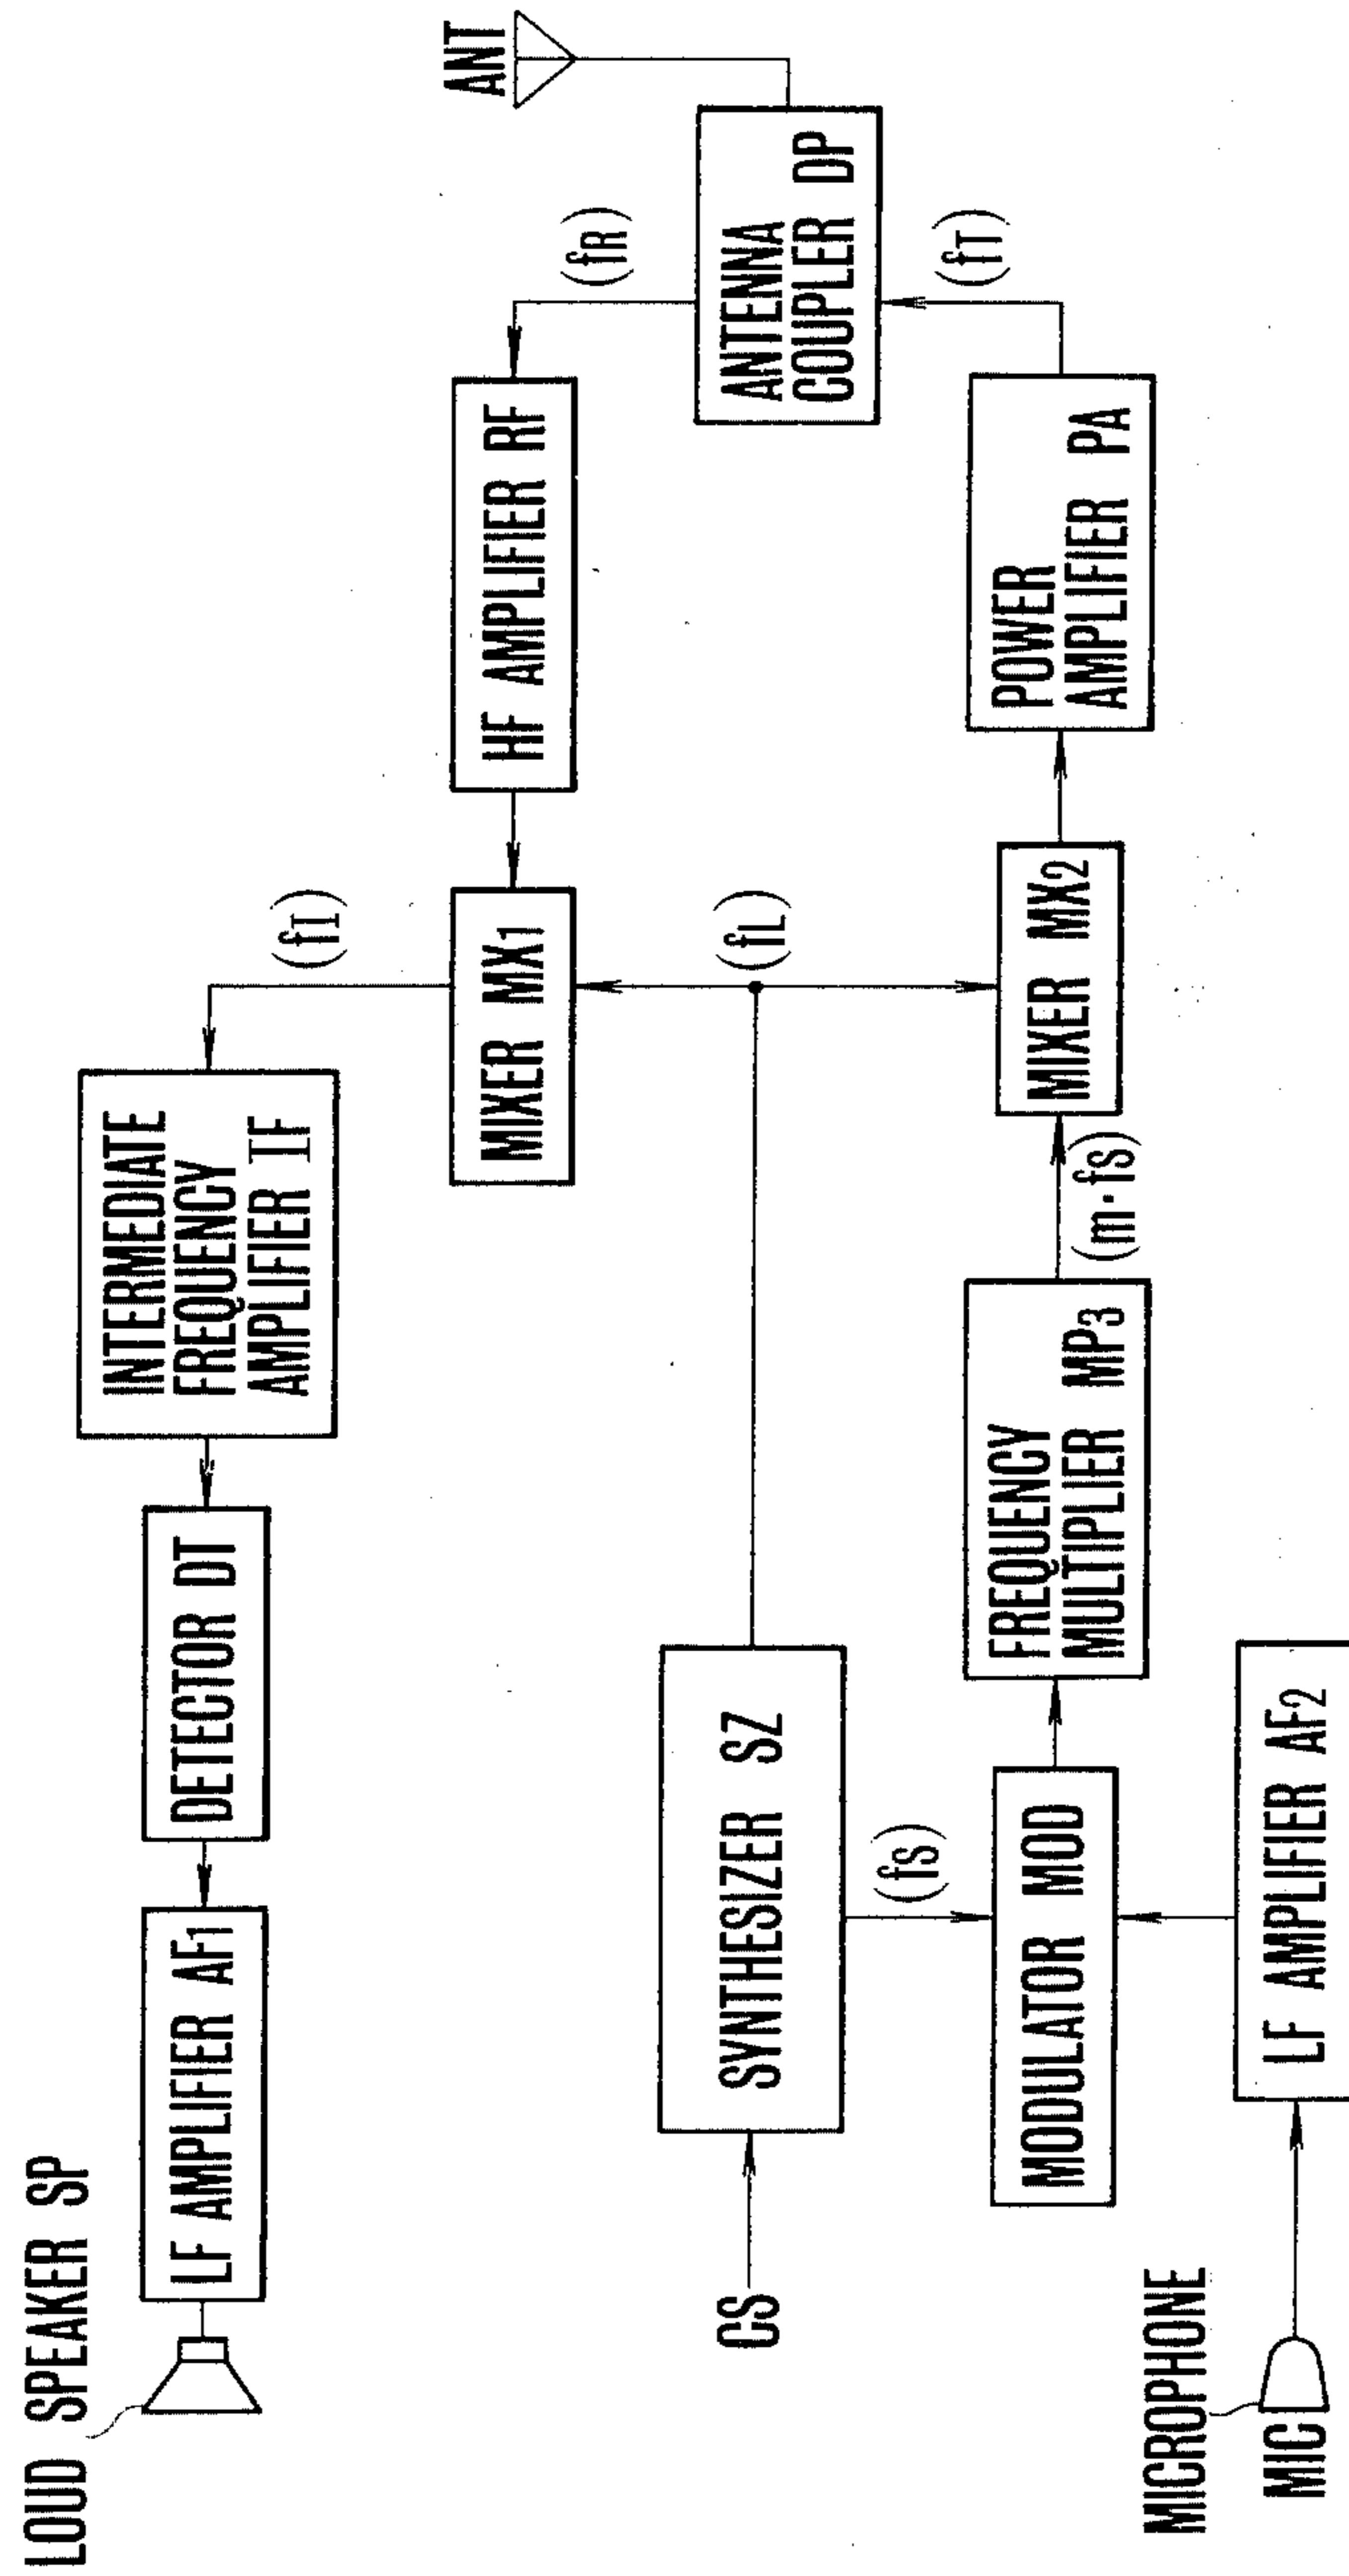 LOUD SPEAKER SP
LF AMPLIFIER AF1
DETECTOR DT
INTERMEDIATE
FREQUENCY
AMPLIFIER IF
(fI)
MIXER MX1
HF AMPLIFIER RF
(fR)
ANT
ANTENNA
COUPLER DP
(fT)
CS
SYNTHESIZER SZ
(fL)
(fS)
MODULATOR MOD
FREQUENCY
MULTIPLIER MP3
(m·fS)
MIXER MX2
POWER
AMPLIFIER PA
MICROPHONE
MIC
LF AMPLIFIER AF2